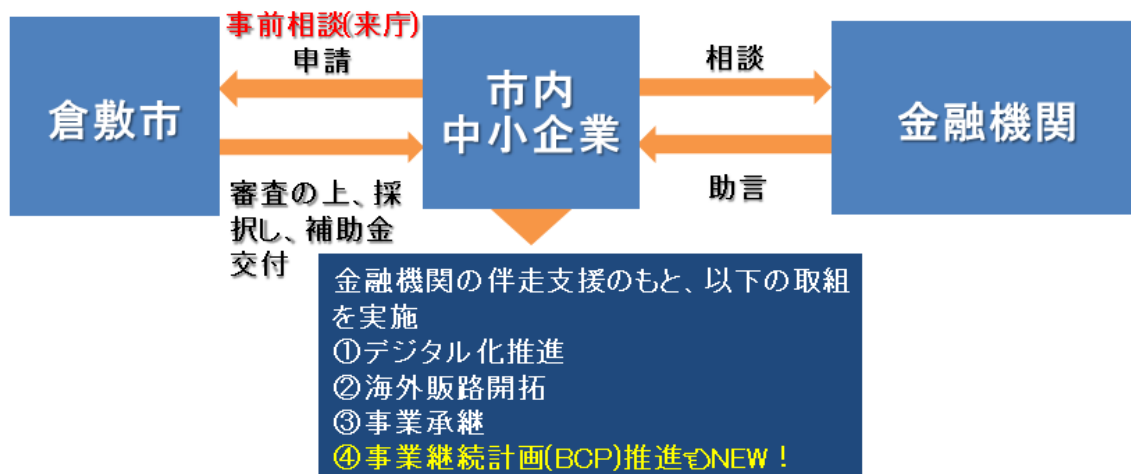 事前相談(来庁)
申請
倉敷市
市内
中小企業
相談
金融機関
審査の上、採
択し、補助金
交付
助言
金融機関の伴走支援のもと、以下の取組
を実施
①デジタル化推進
②海外販路開拓
③事業承継
④事業継続計画(BCP)推進👈NEW！